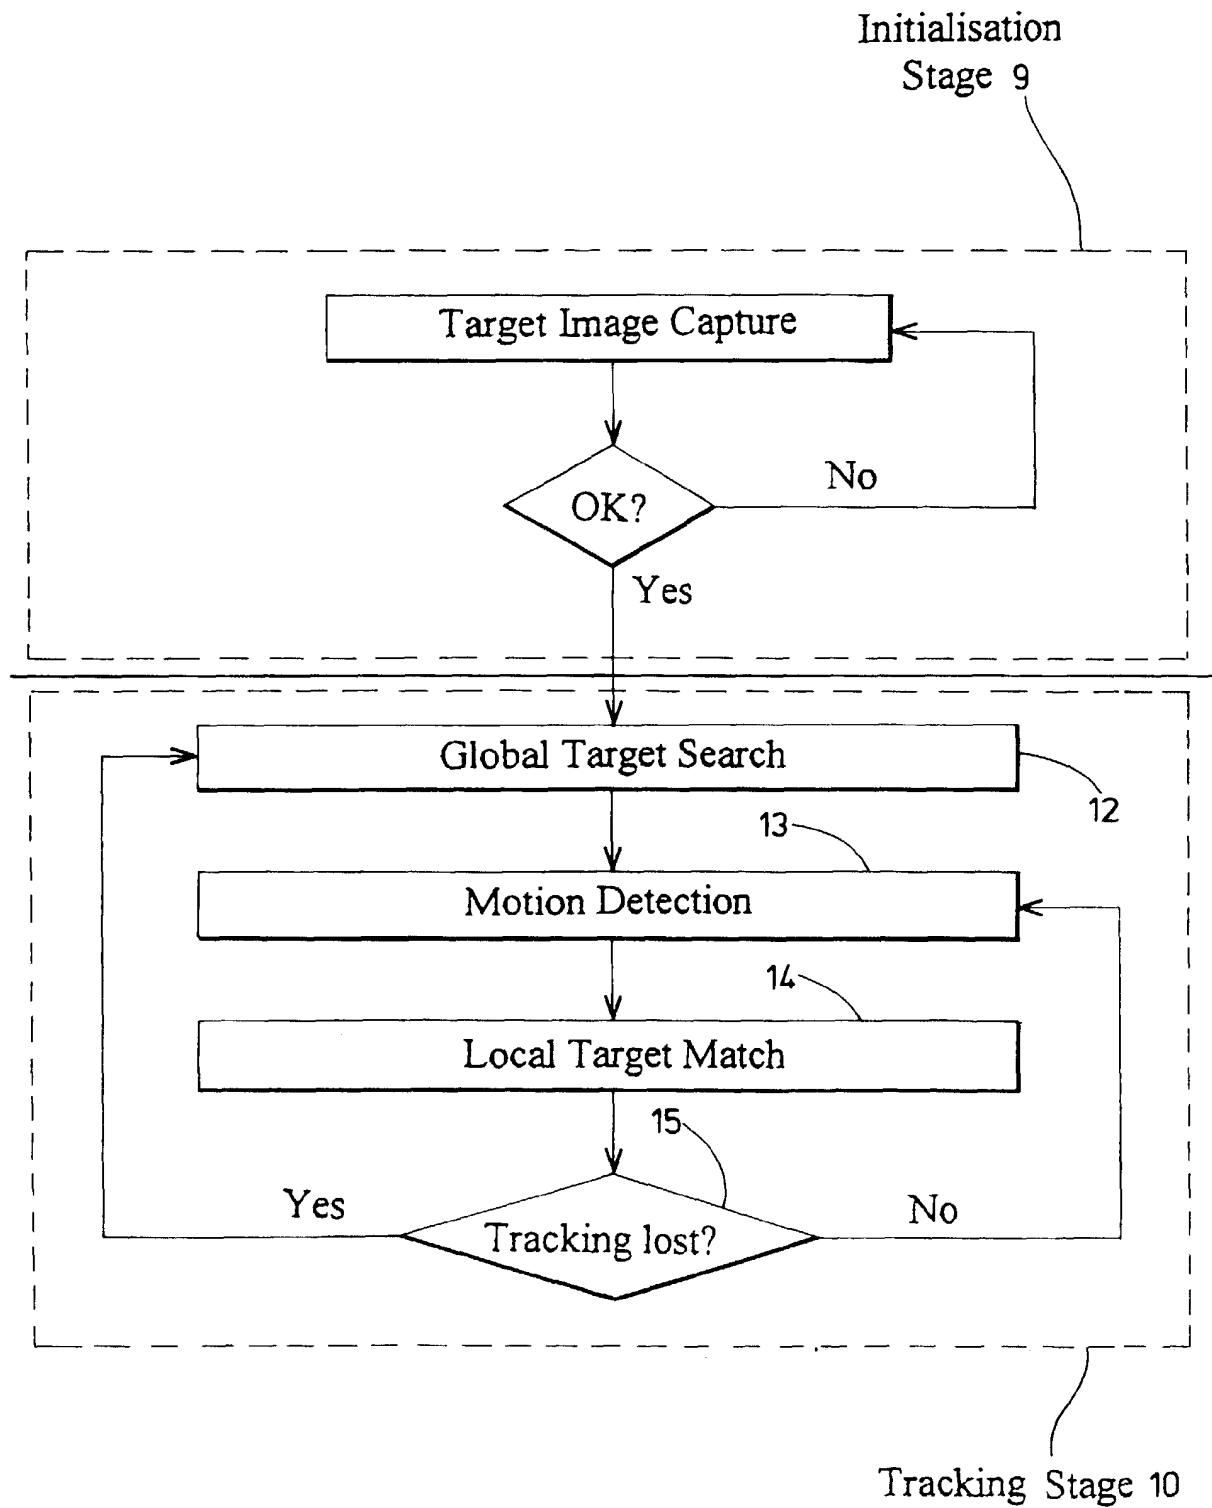 Initialisation
Stage 9
Target Image Capture
OK?
No
Yes
Global Target Search
12
13
Motion Detection
14
Local Target Match
15
Yes
No
Tracking lost?
Tracking Stage 10